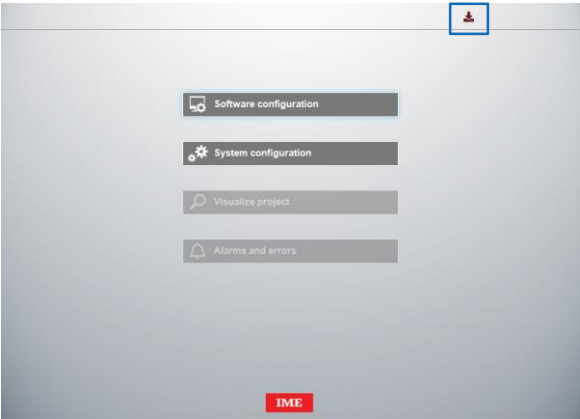 Software configuration
System configuration
Visualize project
Alarms and errors
IME